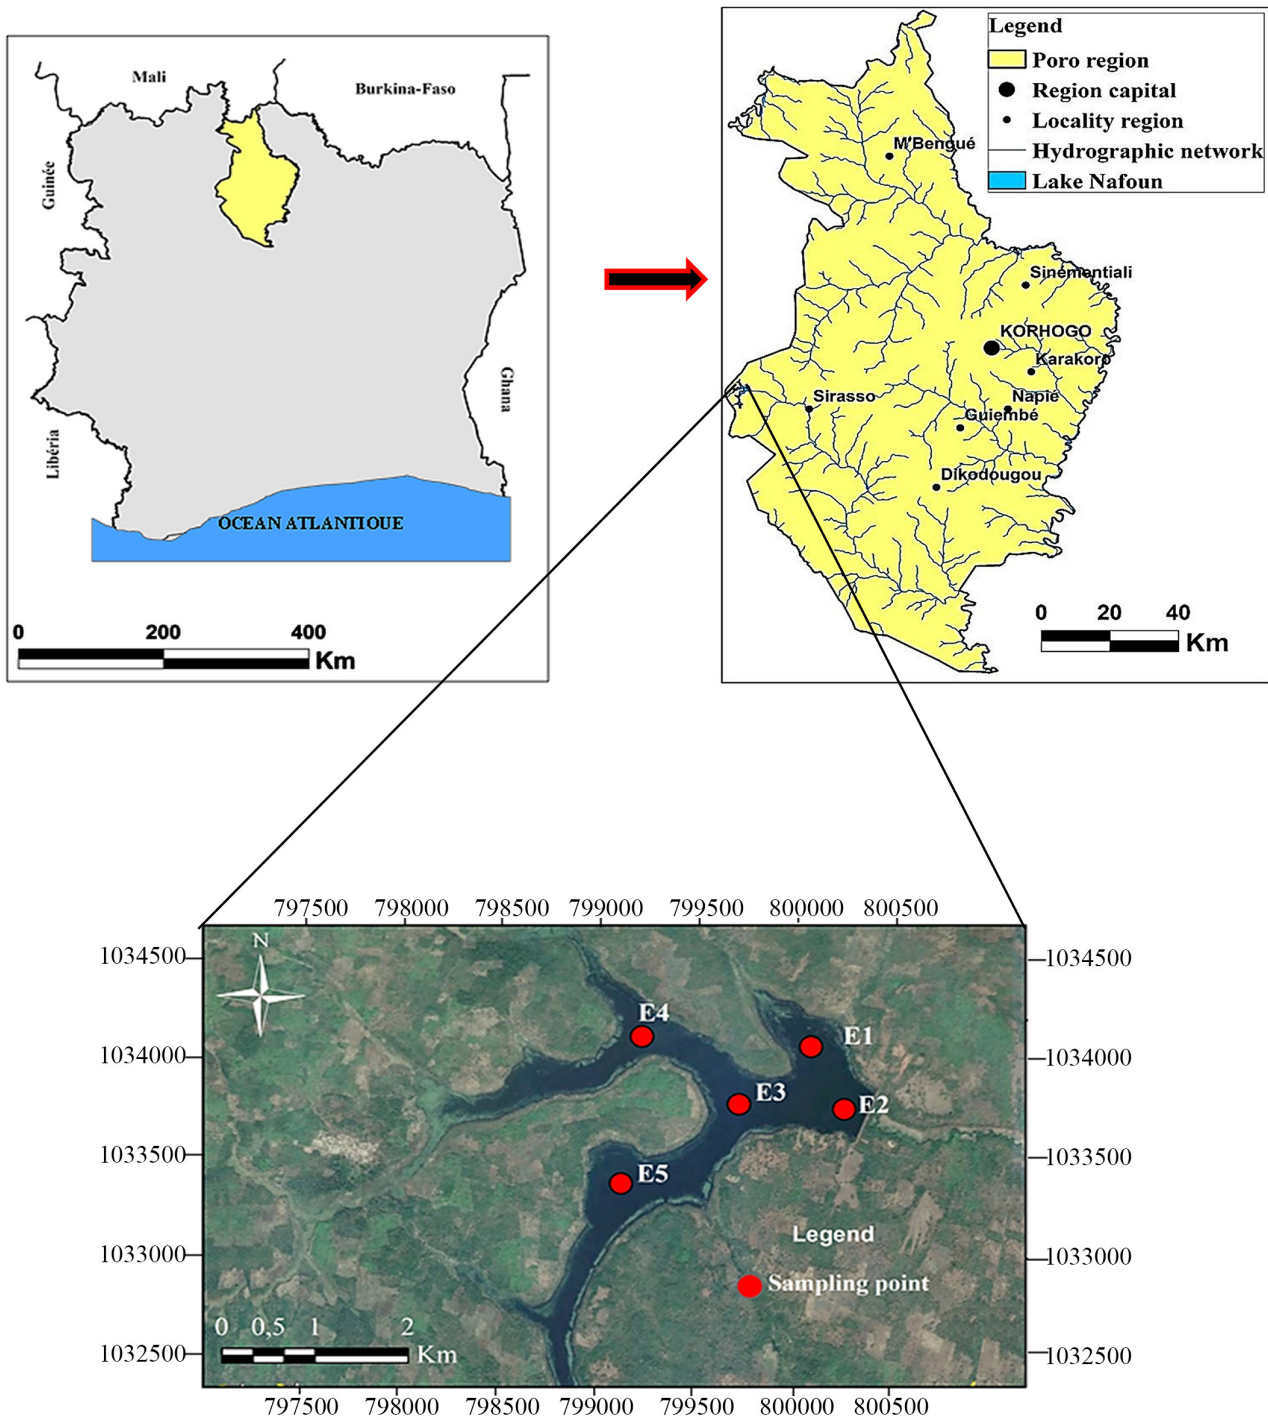 Mali
Burkina-Faso
Guinée
Libéria
Ghana
OCEAN ATLANTIQUE
0 200 400
Km
Legend
Poro region
Region capital
Locality region
Hydrographic network
Lake Nafoun
M'Bengué
Sinémentiali
KORHOGO
Karakoro
Sirasso
Napié
Guiembé
Dikodougou
0 20 40
Km
797500 798000 798500 799000 799500 800000 800500
1034500
1034000
1033500
1033000
1032500
N
E4
E1
E3
E2
E5
Legend
Sampling point
0 0,5 1 2
Km
1034500
1034000
1033500
1033000
1032500
797500 798000 798500 799000 799500 800000 800500